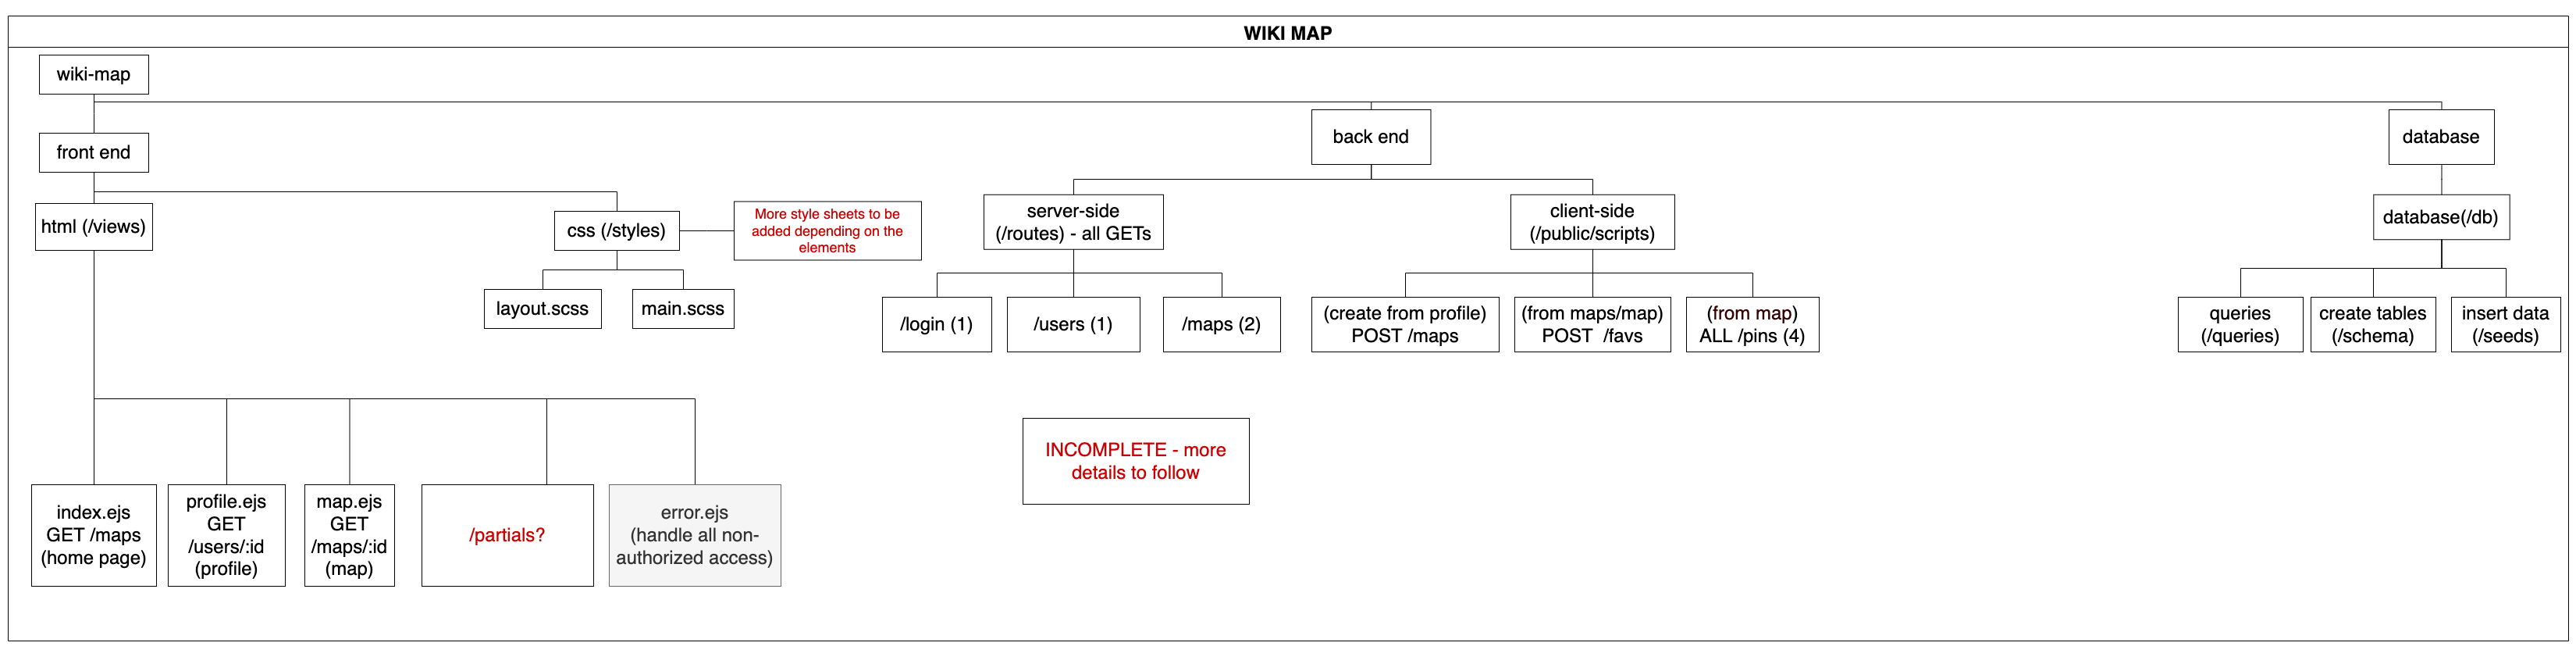 WIKI MAP
wiki-map
front end
back end
database
html (/views)
css (/styles)
More style sheets to be
added depending on the
elements
server-side
(/routes) - all GETs
client-side
(/public/scripts)
database(/db)
layout.scss
main.scss
/login (1)
/users (1)
/maps (2)
(create from profile)
POST /maps
(from maps/map)
POST  /favs
(from map)
ALL /pins (4)
queries
(/queries)
create tables
(/schema)
insert data
(/seeds)
INCOMPLETE - more
details to follow
index.ejs
GET /maps
(home page)
profile.ejs
GET
/users/:id
(profile)
map.ejs
GET
/maps/:id
(map)
/partials?
error.ejs
(handle all non-
authorized access)